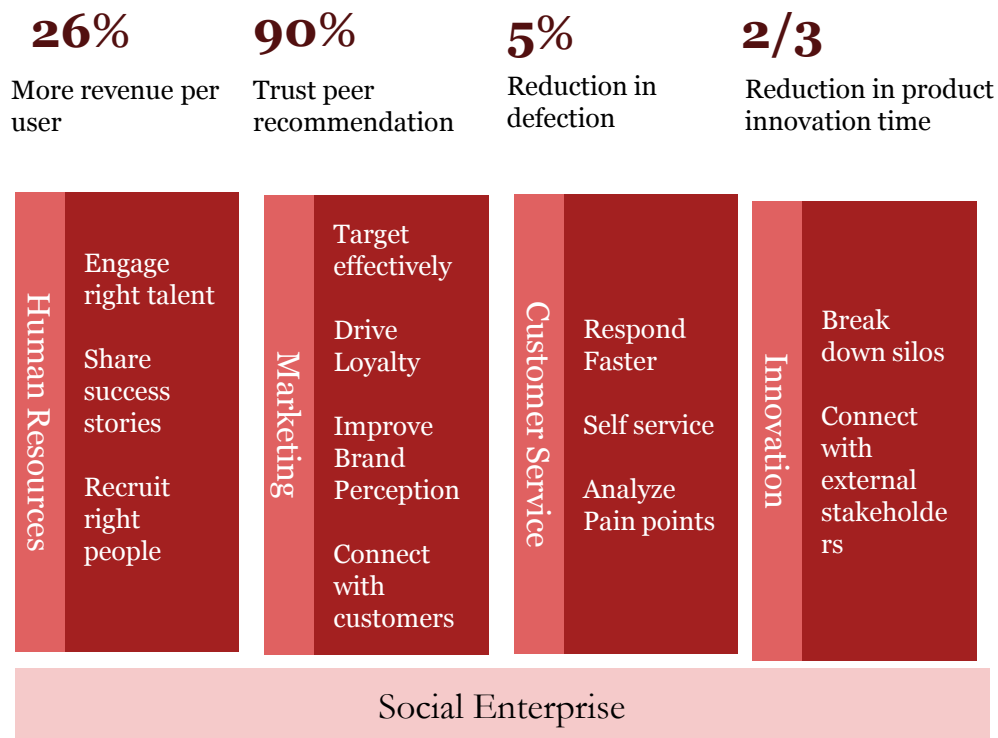 26%
More revenue per
user
90%
Trust peer
recommendation
5%
Reduction in
defection
2/3
Reduction in product
innovation time
Human Resources
Engage
right talent
Share
success
stories
Recruit
right
people
Marketing
Target
effectively
Drive
Loyalty
Improve
Brand
Perception
Connect
with
customers
Customer Service
Respond
Faster
Self service
Analyze
Pain points
Innovation
Break
down silos
Connect
with
external
stakeholde
rs
Social Enterprise